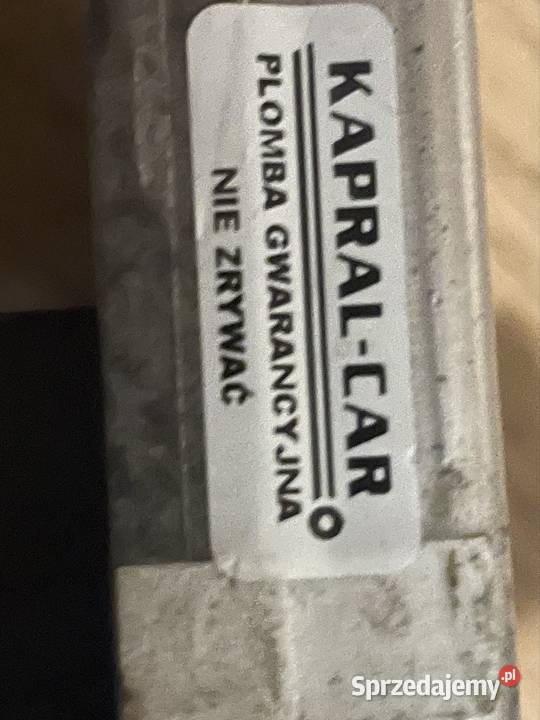 KAPRAL-CAR
PLOMBA GWARANCYJNA
NIE ZRYWAĆ
Sprzedajemy.pl